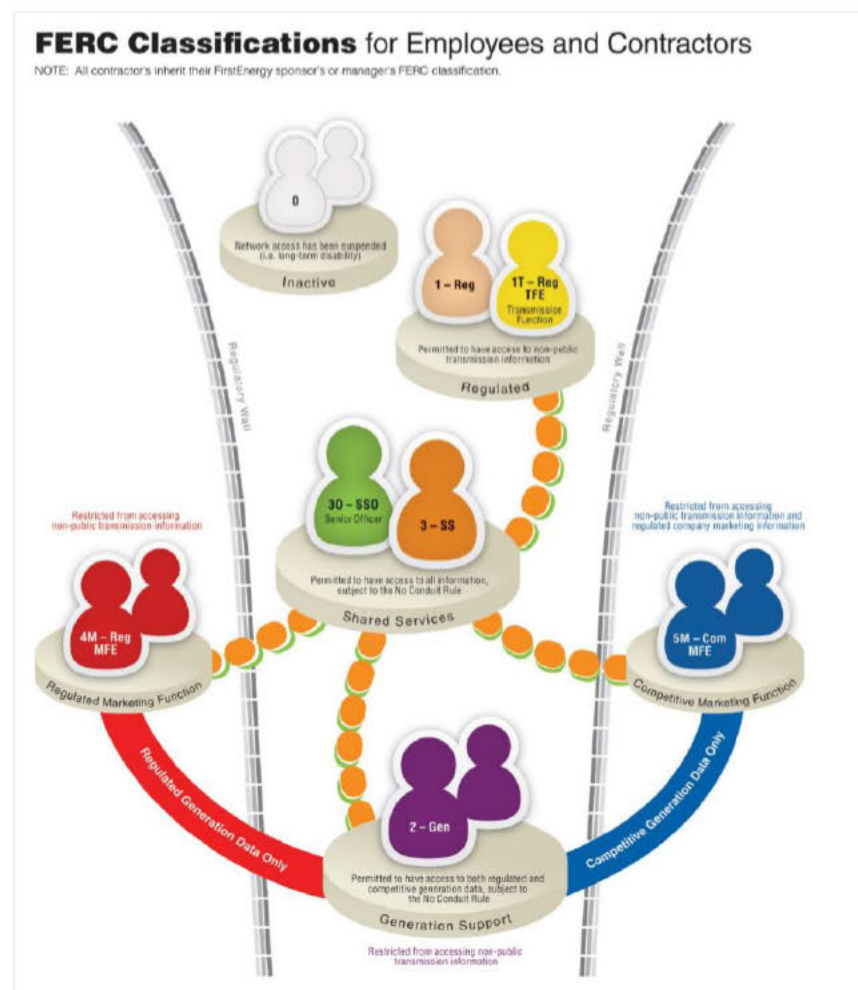 FERC Classifications for Employees and Contractors
NOTE: All contractor's inherit their FirstEnergy sponsor's or manager's FERC classification.
0
Network access has been suspended
(i.e. long-term disability)
Inactive
1 – Reg
1T – Reg
TFE
Transmission
Function
Permitted to have access to non-public
transmission information
Regulated
Regulatory Wall
Regulatory Wall
30 – SSO
Senior Officer
3 – SS
Permitted to have access to all information,
subject to the No Conduit Rule
Shared Services
Restricted from accessing
non-public transmission information
4M – Reg
MFE
Regulated Marketing Function
Restricted from accessing
non-public transmission information and
regulated company marketing information
5M – Com
MFE
Competitive Marketing Function
Regulated Generation Data Only
Competitive Generation Data Only
2 – Gen
Permitted to have access to both regulated and
competitive generation data, subject to
the No Conduit Rule
Generation Support
Restricted from accessing non-public
transmission information